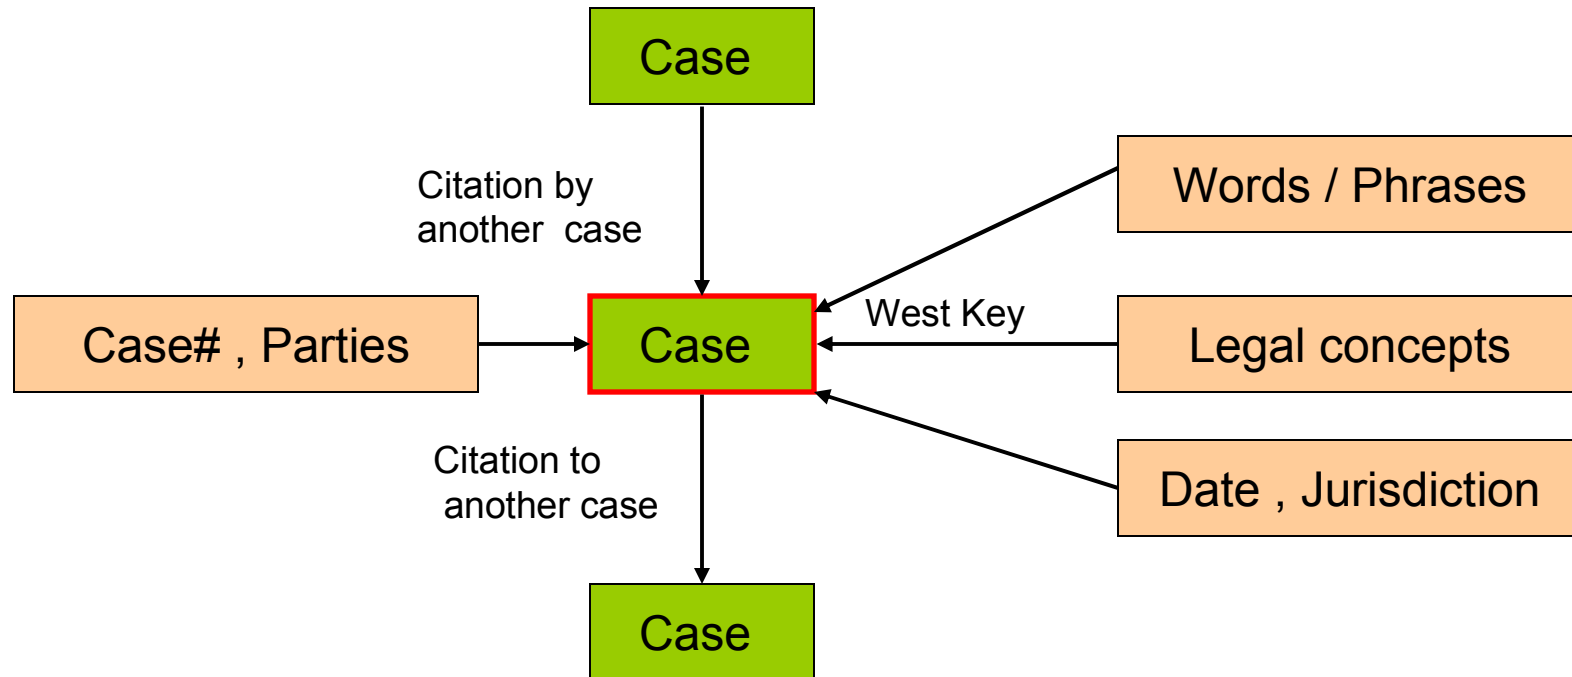 Case
Citation by
another  case
Words / Phrases
Case# , Parties
Case
West Key
Legal concepts
Citation to
another case
Date , Jurisdiction
Case